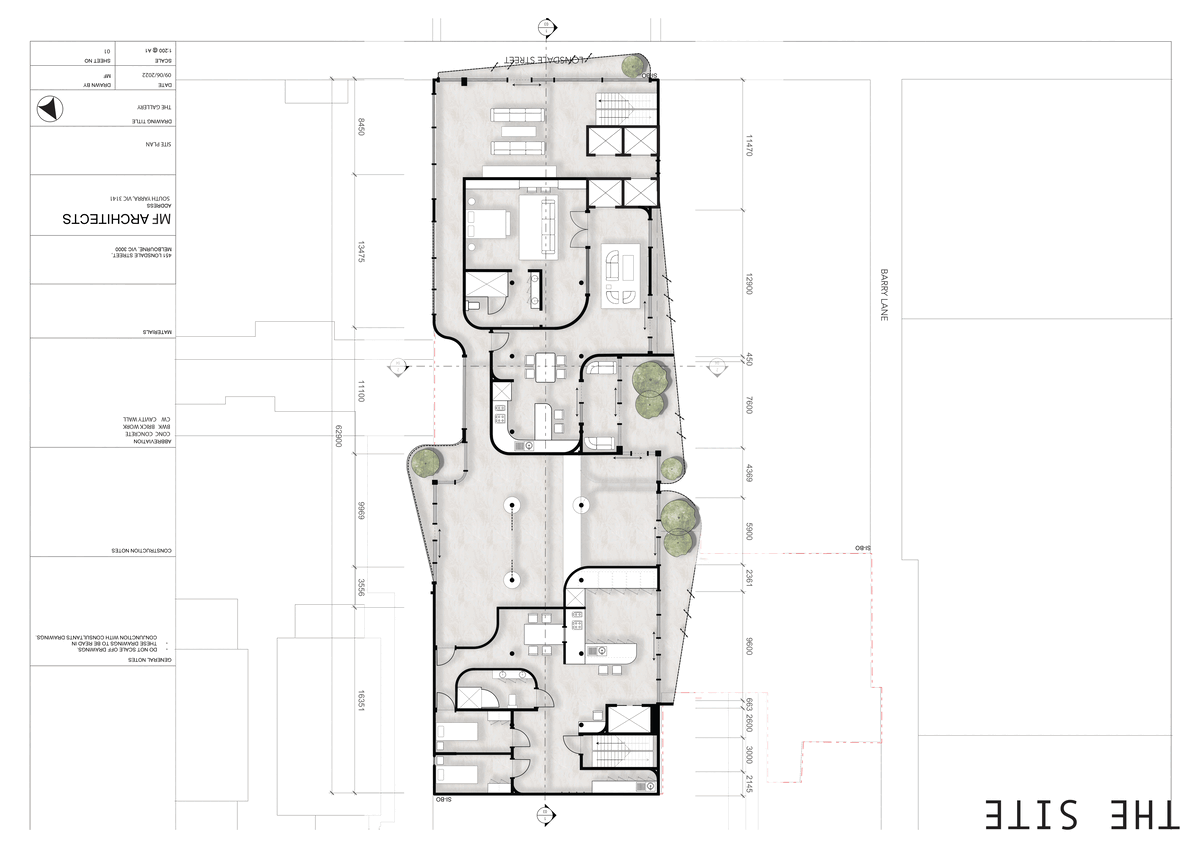 THE SITE
GENERAL NOTES
- DO NOT SCALE OFF DRAWINGS.
- THESE DRAWINGS TO BE READ IN
CONJUNCTION WITH CONSULTANTS DRAWINGS.
CONSTRUCTION NOTES
ABBREVIATION
CONC CONCRETE
BWK BRICK WORK
CW CAVITY WALL
MATERIALS
451 LONSDALE STREET,
MELBOURNE, VIC 3000
MF ARCHITECTS
ADDRESS
SOUTH YARRA, VIC 3141
SITE PLAN
DRAWING TITLE
THE GALLERY
DATE
09/06/2022
DRAWN BY
MF
SCALE
1:200 @ A1
SHEET NO
01
LONSDALE STREET
BARRY LANE
SI-BO
SI-BO
SI-BO
8450
13475
11100
62900
9969
3556
16351
11470
12900
450
7600
4369
5900
2361
9600
663
2600
3000
2145